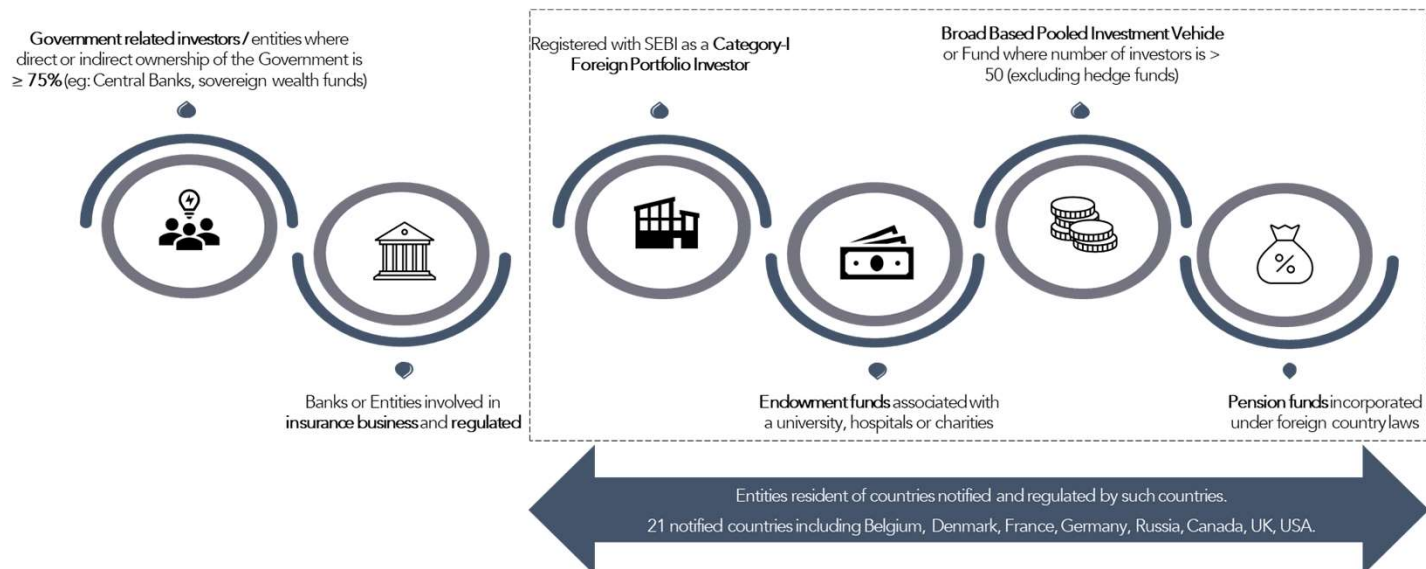 Government related investors / entities where
direct or indirect ownership of the Government is
≥ 75% (eg: Central Banks, sovereign wealth funds)
Registered with SEBI as a Category-I
Foreign Portfolio Investor
Broad Based Pooled Investment Vehicle
or Fund where number of investors is >
50 (excluding hedge funds)
%
Banks or Entities involved in
insurance business and regulated
Endowment funds associated with
a university, hospitals or charities
Pension funds incorporated
under foreign country laws
Entities resident of countries notified and regulated by such countries.
21 notified countries including Belgium, Denmark, France, Germany, Russia, Canada, UK, USA.